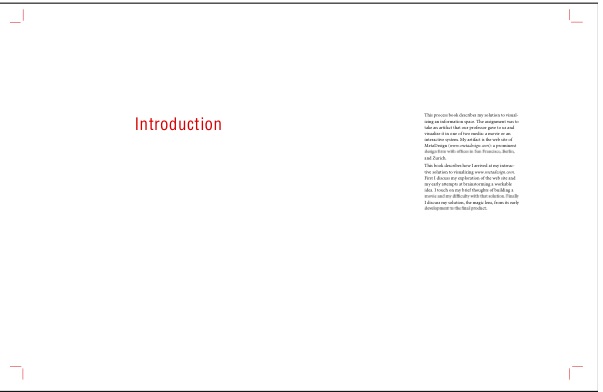 Introduction
This process book describes my solution to visual-
izing an information space. The assignment was to
take an artifact that our professor gave to us and
visualize it in one of two media: a movie or an
interactive system. My artifact is the web site of
MetaDesign (www.metadesign.com): a prominent
design firm with offices in San Francisco, Berlin,
and Zurich.
This book describes how I arrived at my interac-
tive solution to visualizing www.metadesign.com.
First I discuss my exploration of the web site and
my early attempts at brainstorming a workable
idea. I touch on my brief thoughts of building a
movie and my difficulty with that solution. Finally
I discuss my solution, the magic lens, from its early
development to the final product.